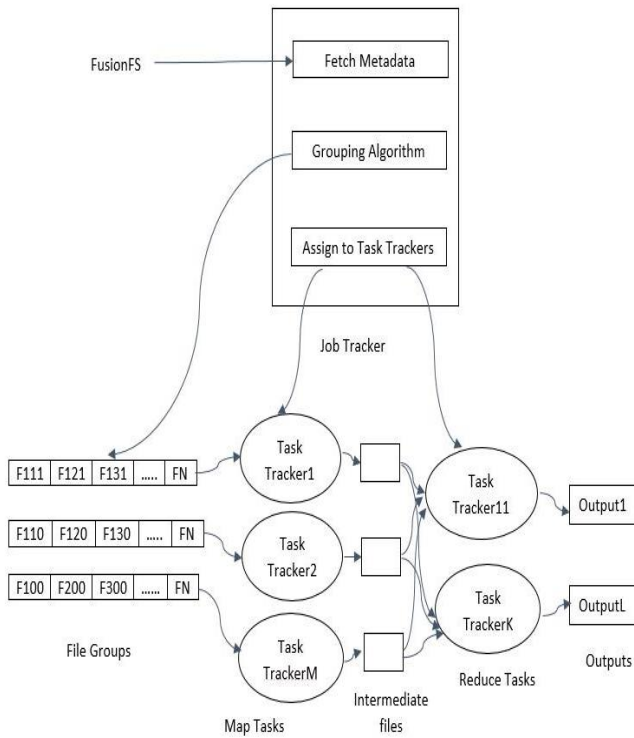 Fetch Metadata
FusionFS
Grouping Algorithm
Assign to Task Trackers
Job Tracker
Task
Tracker1
Task
Tracker11
F111 F121 F131 ..... FN
Output1
F110 F120 F130 ..... FN
Task
Tracker2
F100 F200 F300 ...... FN
Task
TrackerK
OutputL
Task
TrackerM
File Groups
Map Tasks
Intermediate
files
Reduce Tasks
Outputs